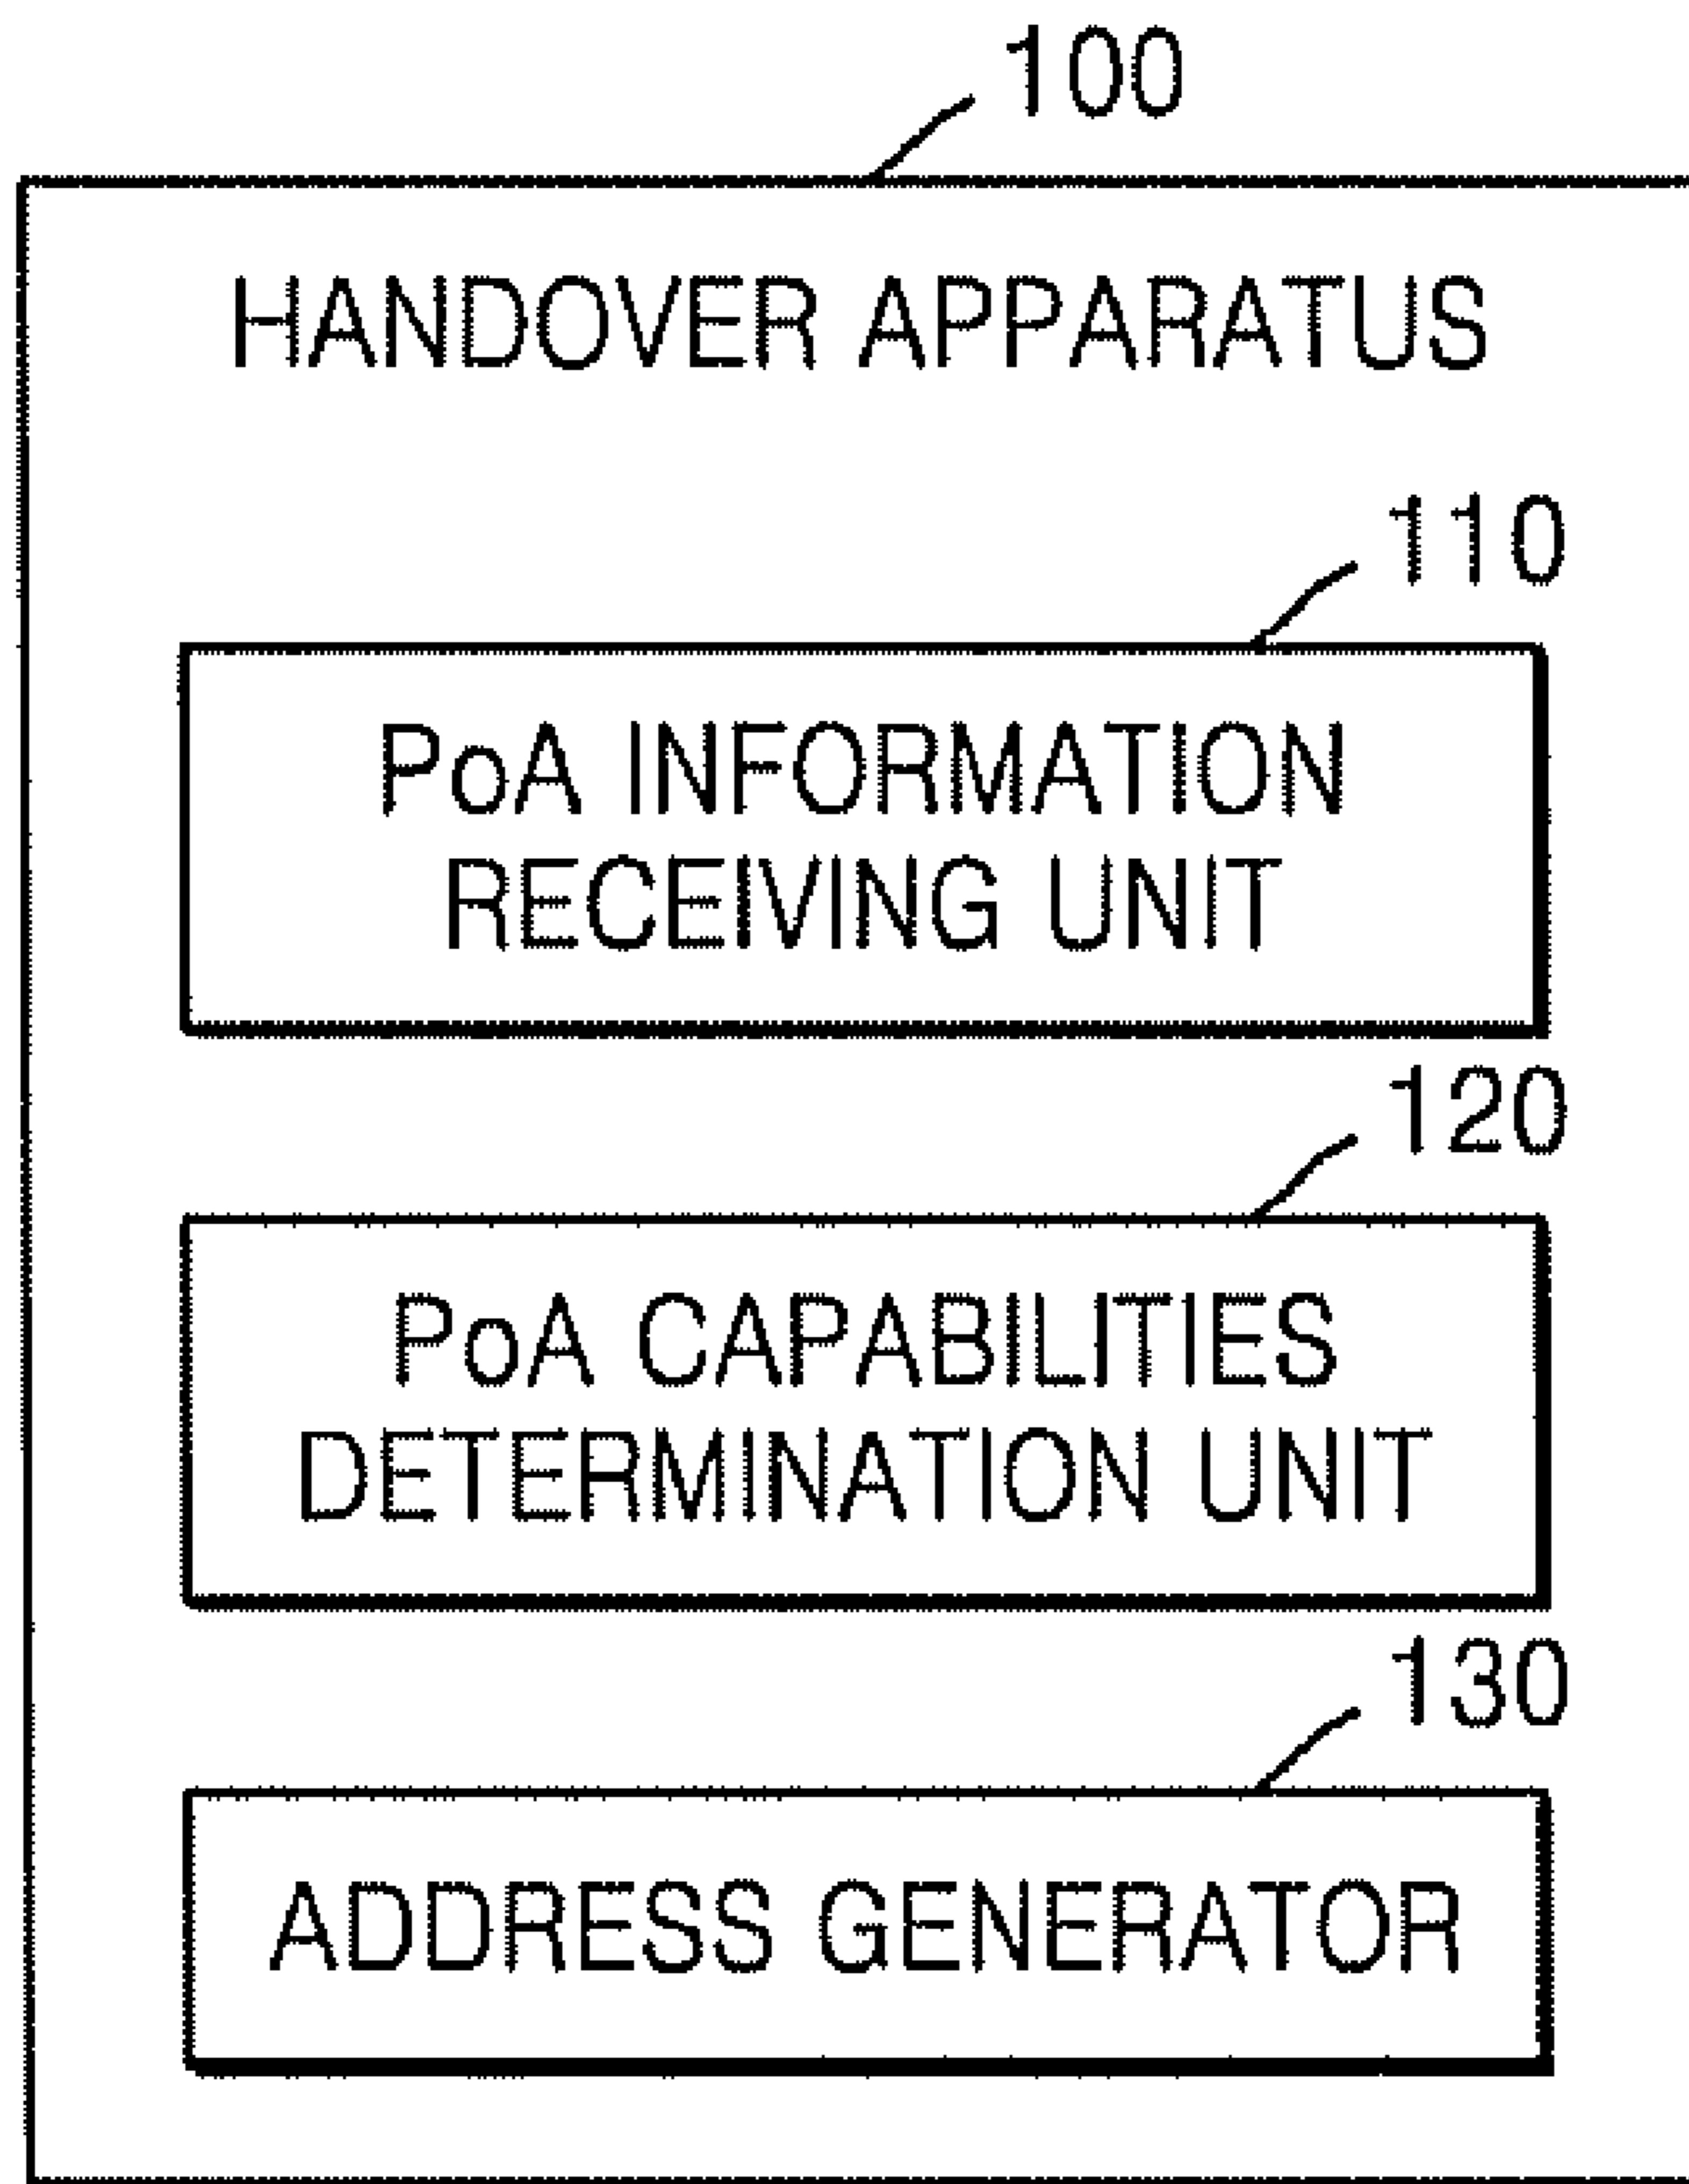 100
HANDOVER APPARATUS
110
PoA INFORMATION
RECEIVING UNIT
120
PoA CAPABILITIES
DETERMINATION UNIT
130
ADDRESS GENERATOR